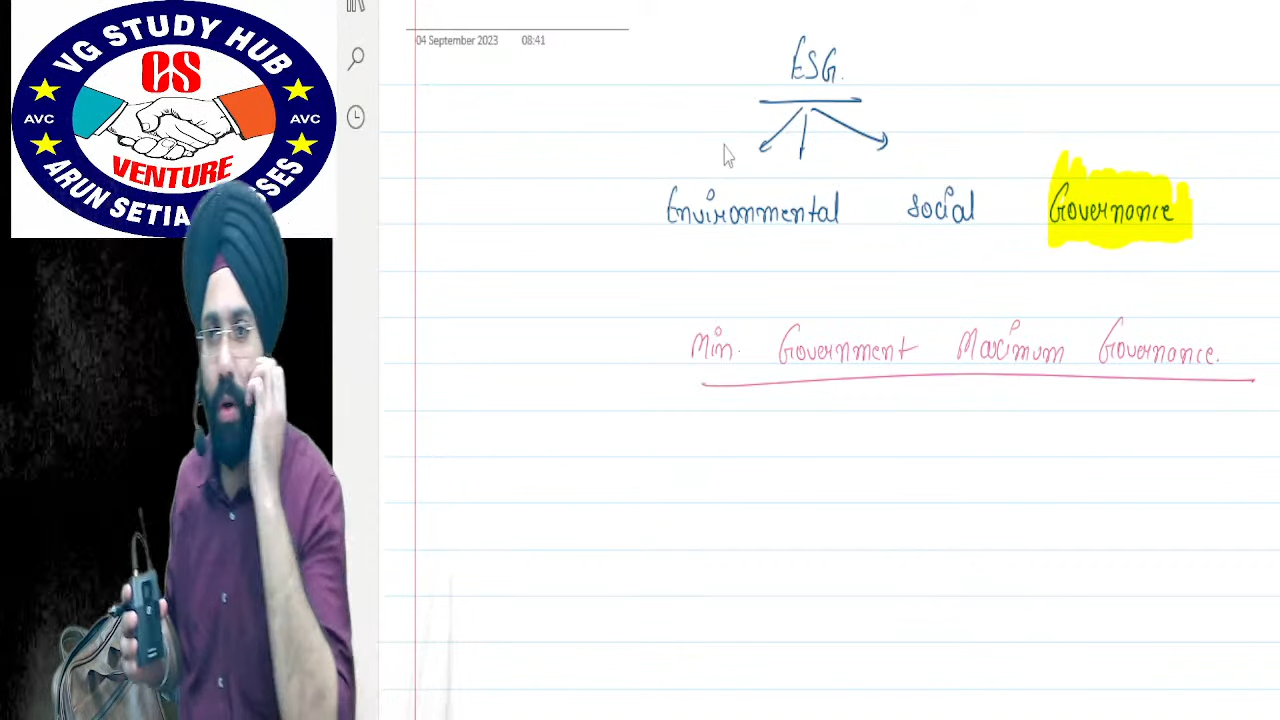 VG STUDY HUB
CS
AVC
AVC
VENTURE
ARUN SETIA
SES
04 September 2023 08:41
ESG.
Environmental Social Governance
Min. Government Maximum Governance.